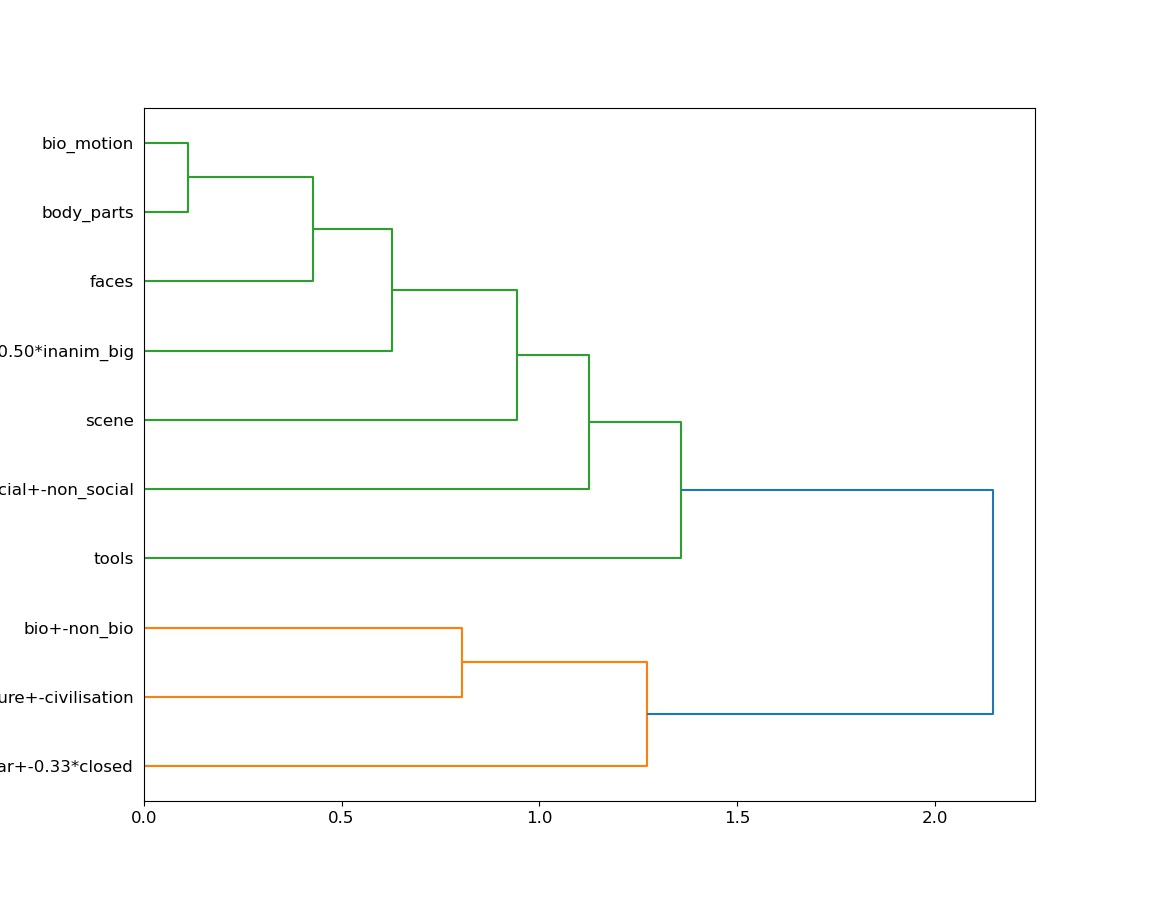 bio_motion
body_parts
faces
0.50*inanim_big
scene
cial+-non_social
tools
bio+-non_bio
ure+-civilisation
ar+-0.33*closed
0.0 0.5 1.0 1.5 2.0